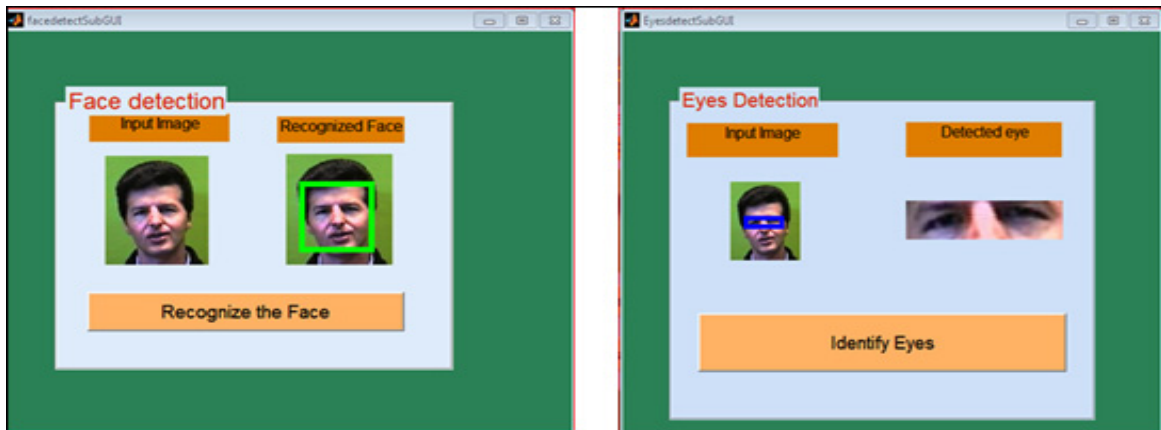 facedetectSubGUI
Face detection
Input Image
Recognized Face
Recognize the Face
EyesdetectSubGUI
Eyes Detection
Input Image
Detected eye
Identify Eyes